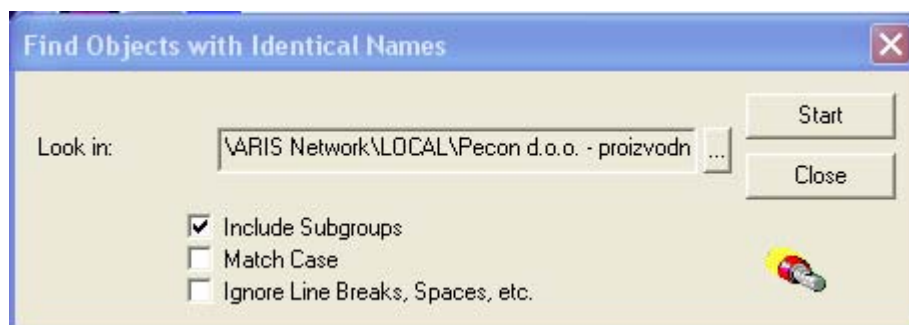 Find Objects with Identical Names
Start
Look in:
\ARIS Network\LOCAL\Pecon d.o.o. - proizvodn
...
Close
Include Subgroups
Match Case
Ignore Line Breaks, Spaces, etc.